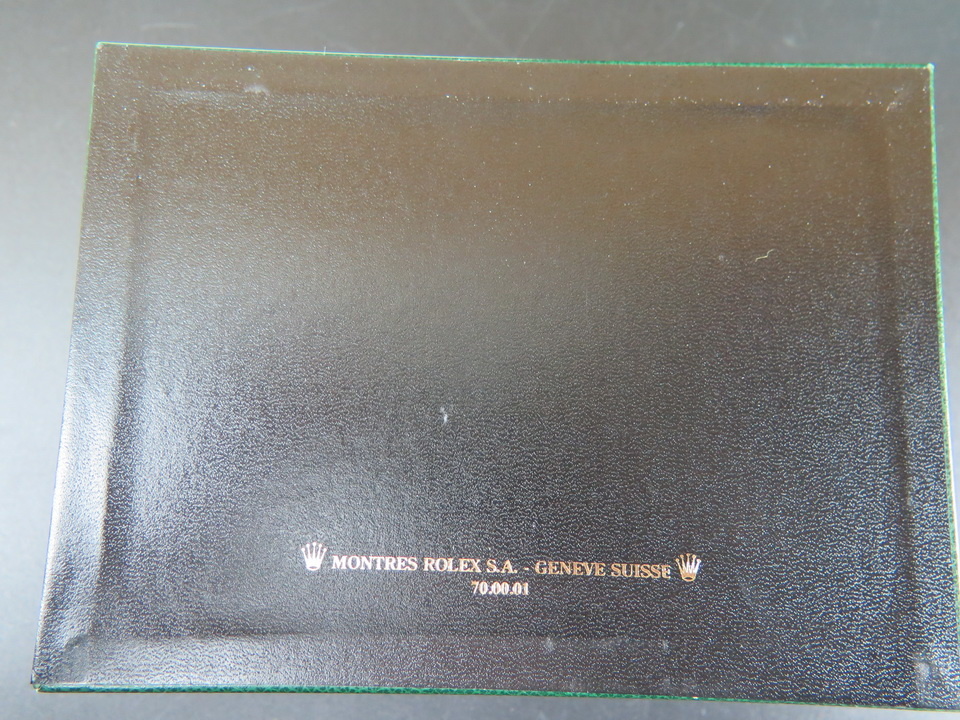 MONTRES ROLEX S.A. - GENEVE SUISSE
70.00.01